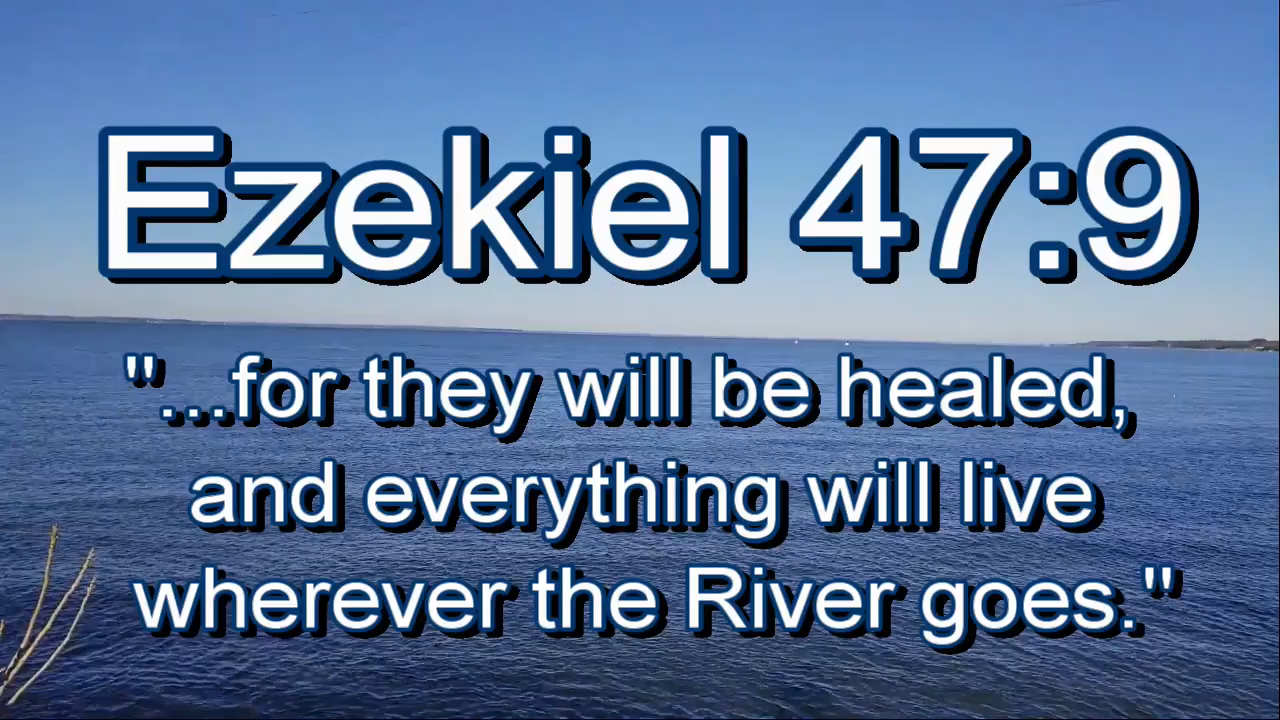 Ezekiel 47:9
"...for they will be healed,
and everything will live
wherever the River goes."